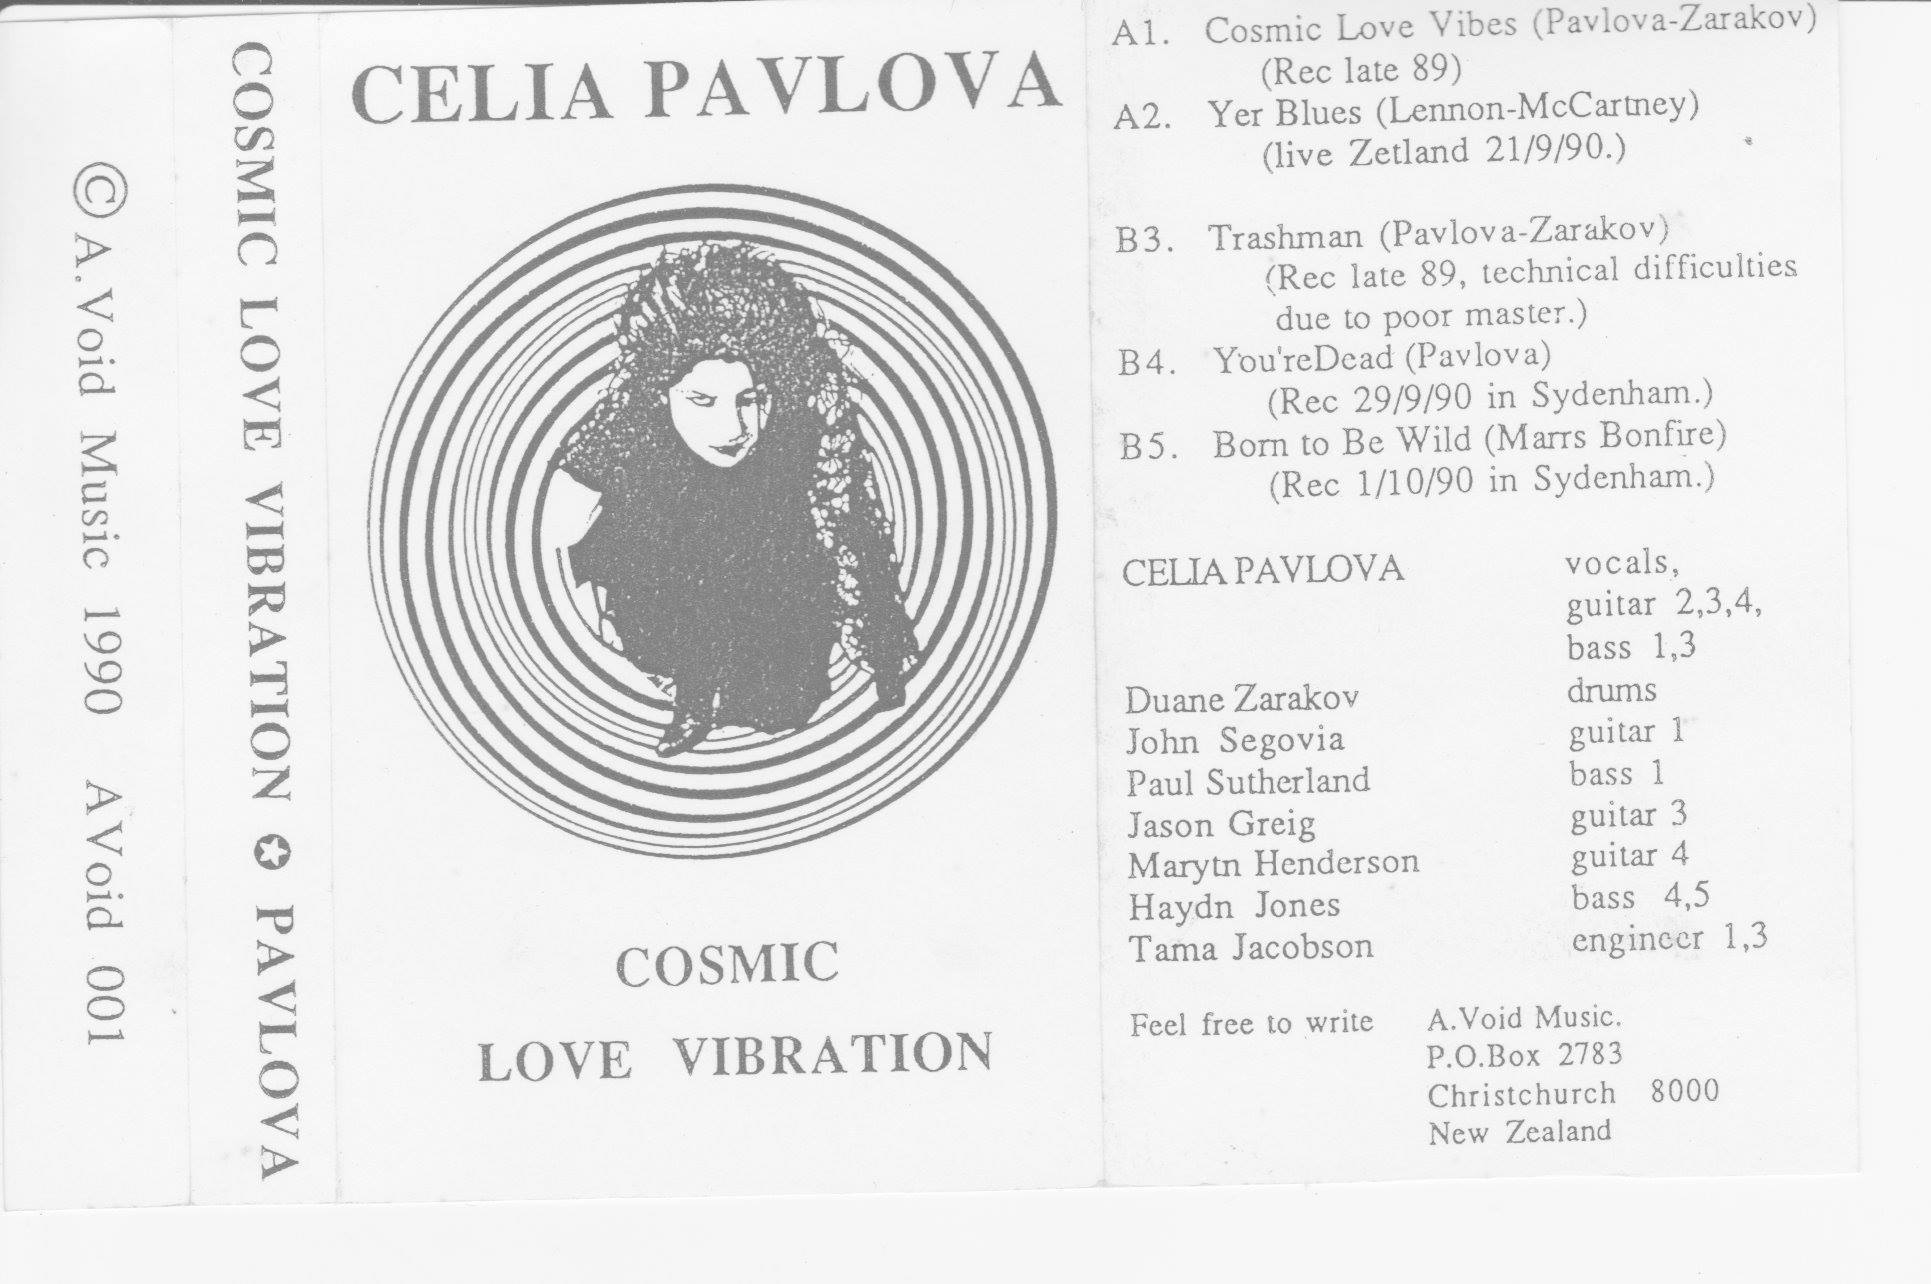 © A.Void Music 1990 AVoid 001
COSMIC LOVE VIBRATION ✪ PAVLOVA
CELIA PAVLOVA
COSMIC
LOVE VIBRATION
A1. Cosmic Love Vibes (Pavlova-Zarakov)
(Rec late 89)
A2. Yer Blues (Lennon-McCartney)
(live Zetland 21/9/90.)
B3. Trashman (Pavlova-Zarakov)
(Rec late 89, technical difficulties
due to poor master.)
B4. You'reDead (Pavlova)
(Rec 29/9/90 in Sydenham.)
B5. Born to Be Wild (Marrs Bonfire)
(Rec 1/10/90 in Sydenham.)
CELIA PAVLOVA vocals,
guitar 2,3,4,
bass 1,3
Duane Zarakov drums
John Segovia guitar 1
Paul Sutherland bass 1
Jason Greig guitar 3
Marytn Henderson guitar 4
Haydn Jones bass 4,5
Tama Jacobson engineer 1,3
Feel free to write A.Void Music.
P.O.Box 2783
Christchurch 8000
New Zealand